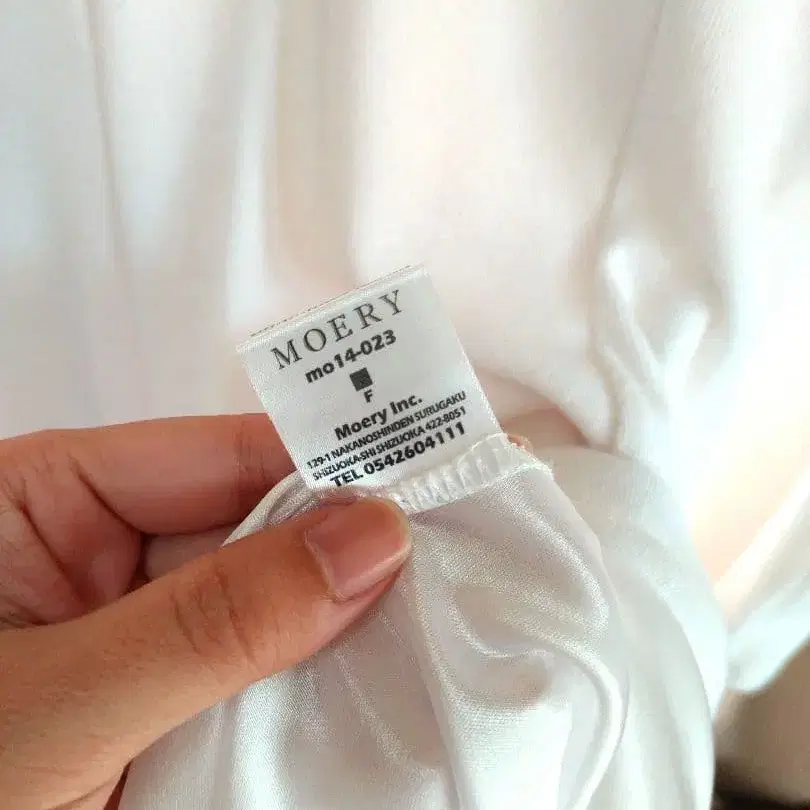 MOERY
mo14-023
F
Moery Inc.
129-1 NAKANOSHINDEN SURUGAKU
SHIZUOKA-SHI SHIZUOKA 422-8051
TEL 0542604111